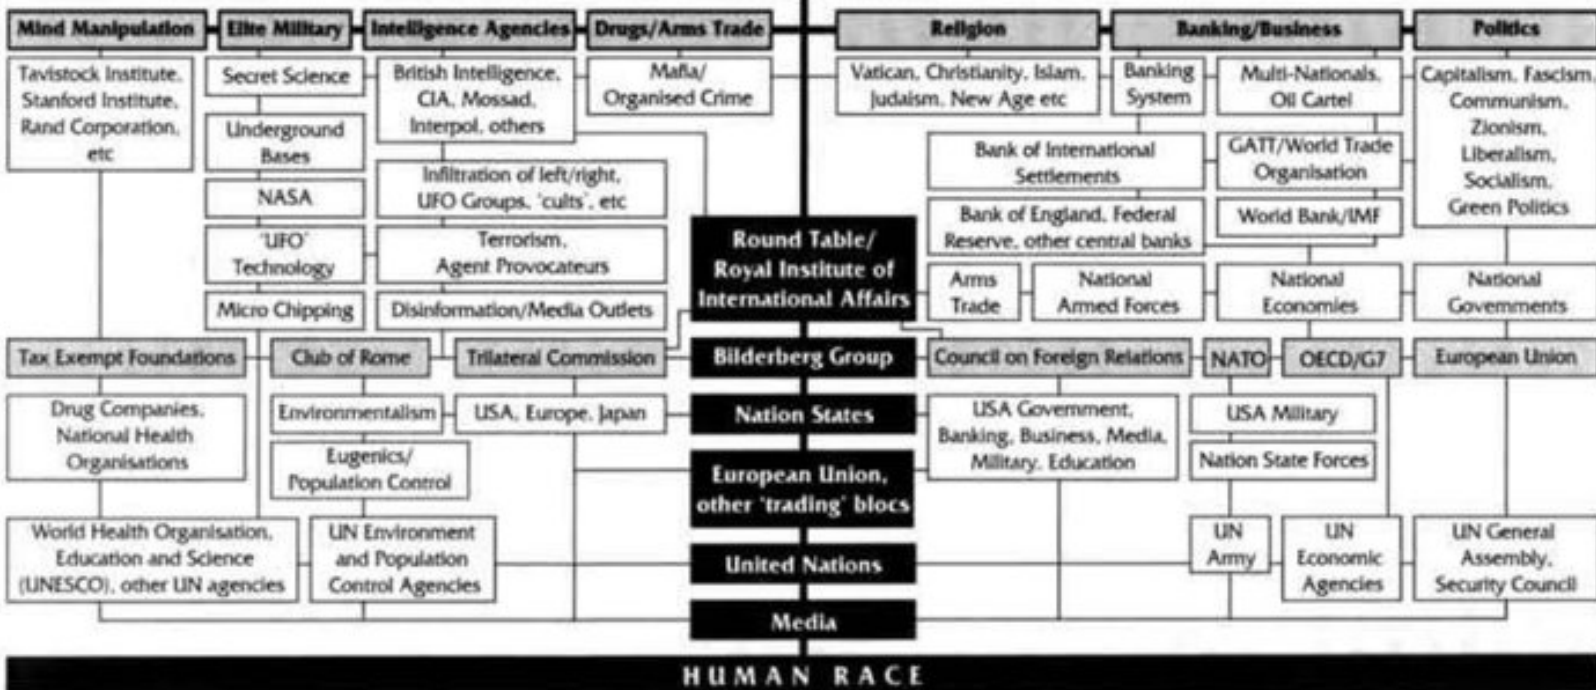 Mind Manipulation
Elite Military
Intelligence Agencies
Drugs/Arms Trade
Religion
Banking/Business
Politics
Tavistock Institute,
Stanford Institute,
Rand Corporation,
etc
Secret Science
Underground
Bases
NASA
'UFO'
Technology
Micro Chipping
British Intelligence,
CIA, Mossad,
Interpol, others
Infiltration of left/right,
UFO Groups, 'cults', etc
Terrorism,
Agent Provocateurs
Disinformation/Media Outlets
Mafia/
Organised Crime
Vatican, Christianity, Islam,
Judaism, New Age etc
Banking
System
Multi-Nationals,
Oil Cartel
Capitalism, Fascism,
Communism,
Zionism,
Liberalism,
Socialism,
Green Politics
Bank of International
Settlements
GATT/World Trade
Organisation
Bank of England, Federal
Reserve, other central banks
World Bank/IMF
Round Table/
Royal Institute of
International Affairs
Arms
Trade
National
Armed Forces
National
Economies
National
Governments
Tax Exempt Foundations
Club of Rome
Trilateral Commission
Bilderberg Group
Council on Foreign Relations
NATO
OECD/G7
European Union
Drug Companies,
National Health
Organisations
Environmentalism
USA, Europe, Japan
Nation States
USA Government,
Banking, Business, Media,
Military, Education
USA Military
Eugenics/
Population Control
European Union,
other 'trading' blocs
Nation State Forces
World Health Organisation,
Education and Science
(UNESCO), other UN agencies
UN Environment
and Population
Control Agencies
United Nations
UN
Army
UN
Economic
Agencies
UN General
Assembly,
Security Council
Media
HUMAN RACE